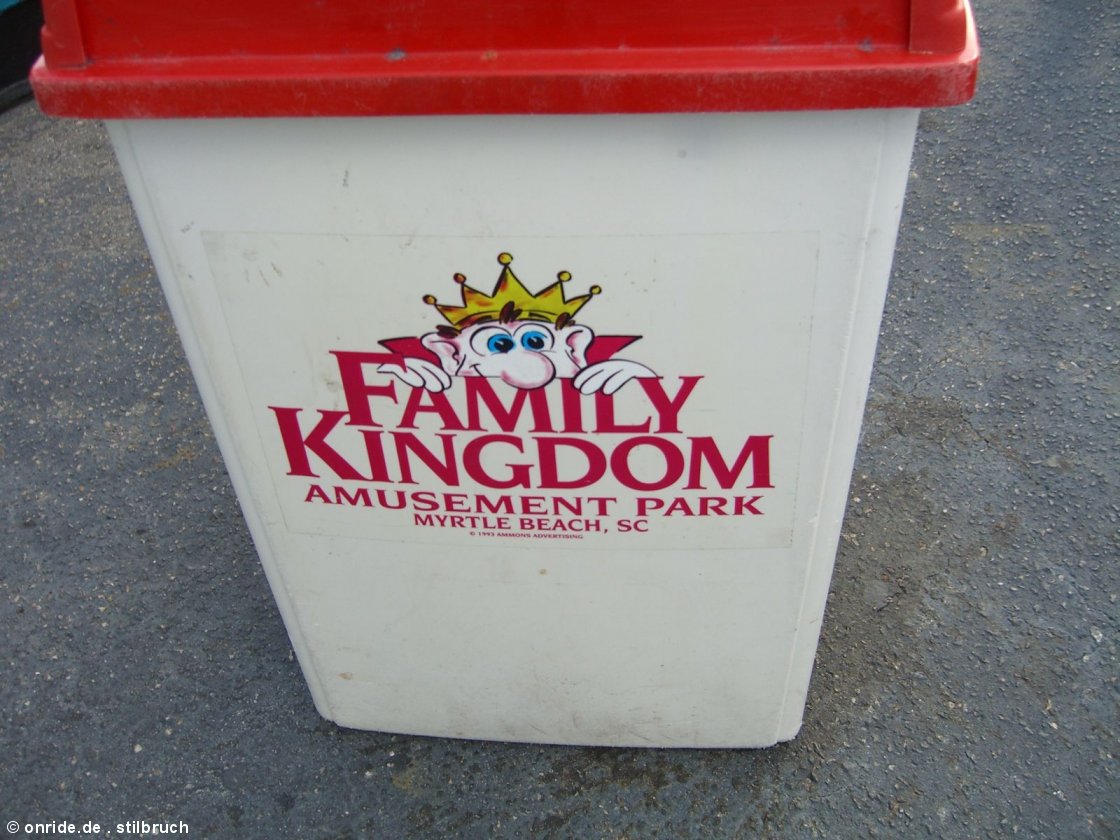 FAMILY
KINGDOM
AMUSEMENT PARK
MYRTLE BEACH, SC
© 1993 AMMONS ADVERTISING
© onride.de . stilbruch